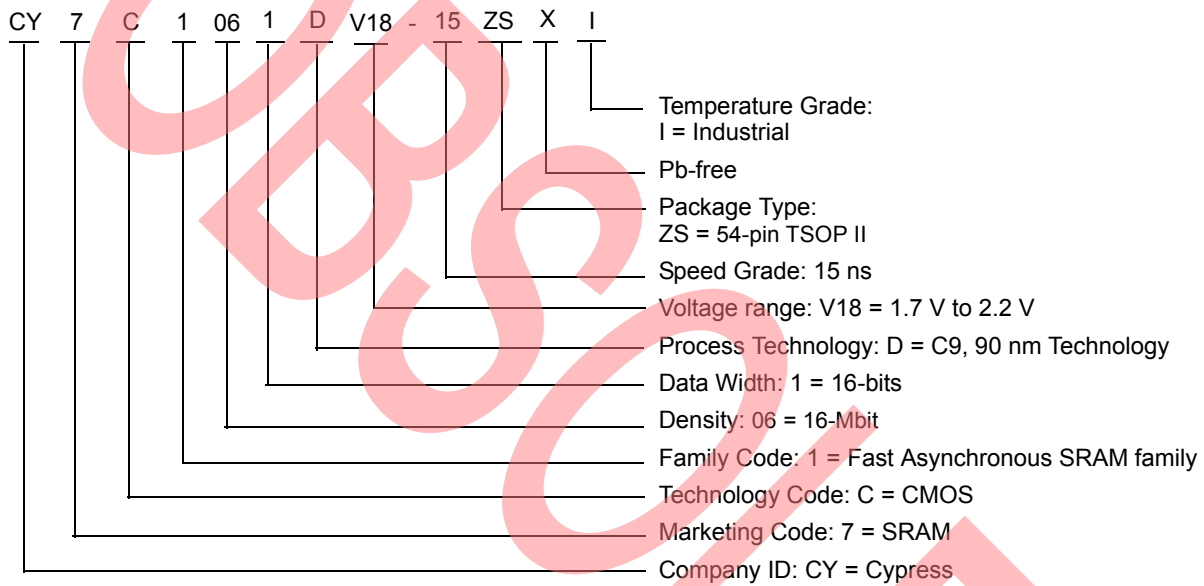 CY 7 C 1 06 1 D V18 - 15 ZS X I
Temperature Grade:
I = Industrial
Pb-free
Package Type:
ZS = 54-pin TSOP II
Speed Grade: 15 ns
Voltage range: V18 = 1.7 V to 2.2 V
Process Technology: D = C9, 90 nm Technology
Data Width: 1 = 16-bits
Density: 06 = 16-Mbit
Family Code: 1 = Fast Asynchronous SRAM family
Technology Code: C = CMOS
Marketing Code: 7 = SRAM
Company ID: CY = Cypress